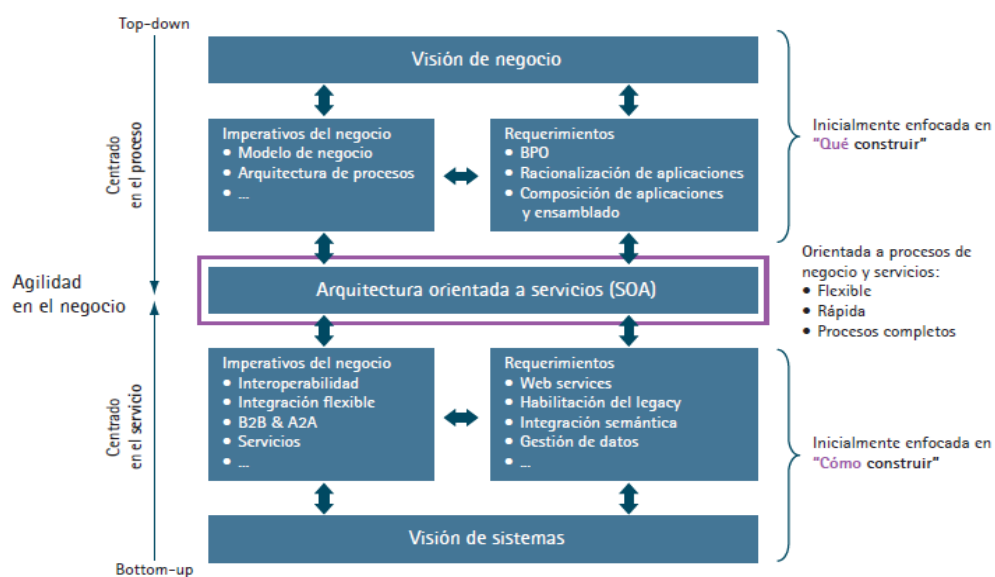 Top-down
Visión de negocio
Centrado
en el proceso
Imperativos del negocio
• Modelo de negocio
• Arquitectura de procesos
• ...
Requerimientos
• BPO
• Racionalización de aplicaciones
• Composición de aplicaciones
y ensamblado
Inicialmente enfocada en
"Qué construir"
Agilidad
en el negocio
Arquitectura orientada a servicios (SOA)
Orientada a procesos de
negocio y servicios:
• Flexible
• Rápida
• Procesos completos
Centrado
en el servicio
Imperativos del negocio
• Interoperabilidad
• Integración flexible
• B2B & A2A
• Servicios
• ...
Requerimientos
• Web services
• Habilitación del legacy
• Integración semántica
• Gestión de datos
• ...
Inicialmente enfocada en
"Cómo construir"
Visión de sistemas
Bottom-up